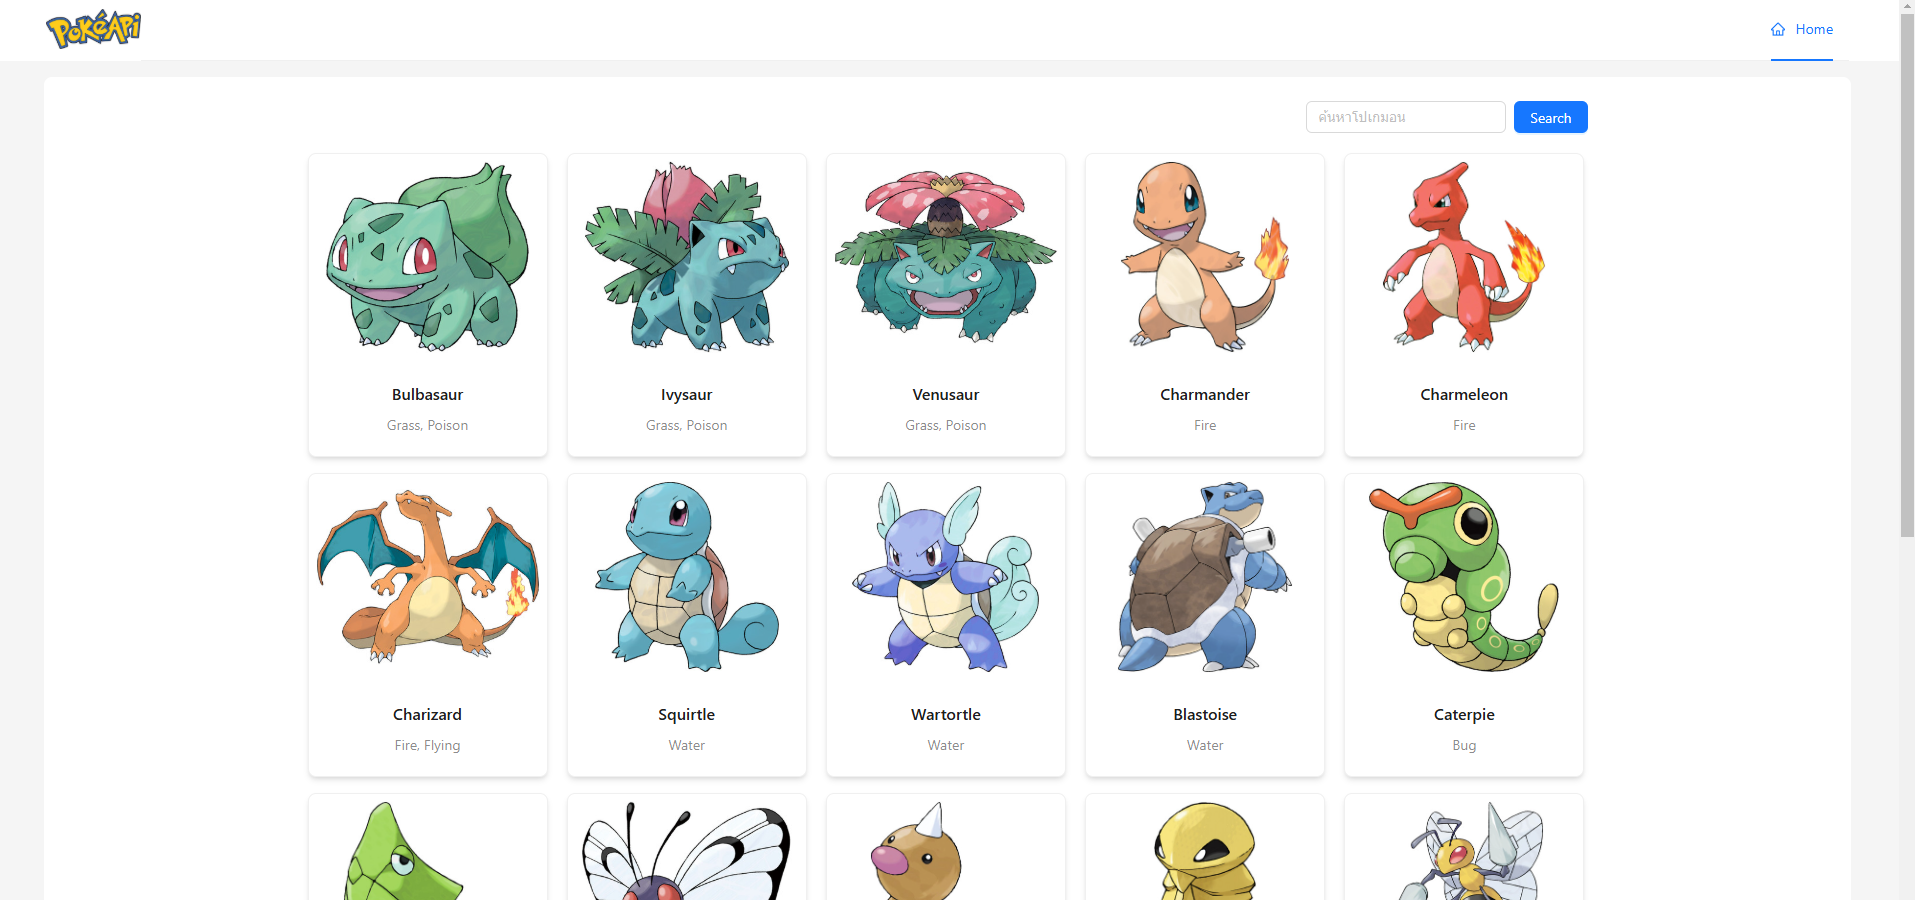 PokéApi
Home
ค้นหาโปเกมอน
Search
Bulbasaur
Grass, Poison
Ivysaur
Grass, Poison
Venusaur
Grass, Poison
Charmander
Fire
Charmeleon
Fire
Charizard
Fire, Flying
Squirtle
Water
Wartortle
Water
Blastoise
Water
Caterpie
Bug